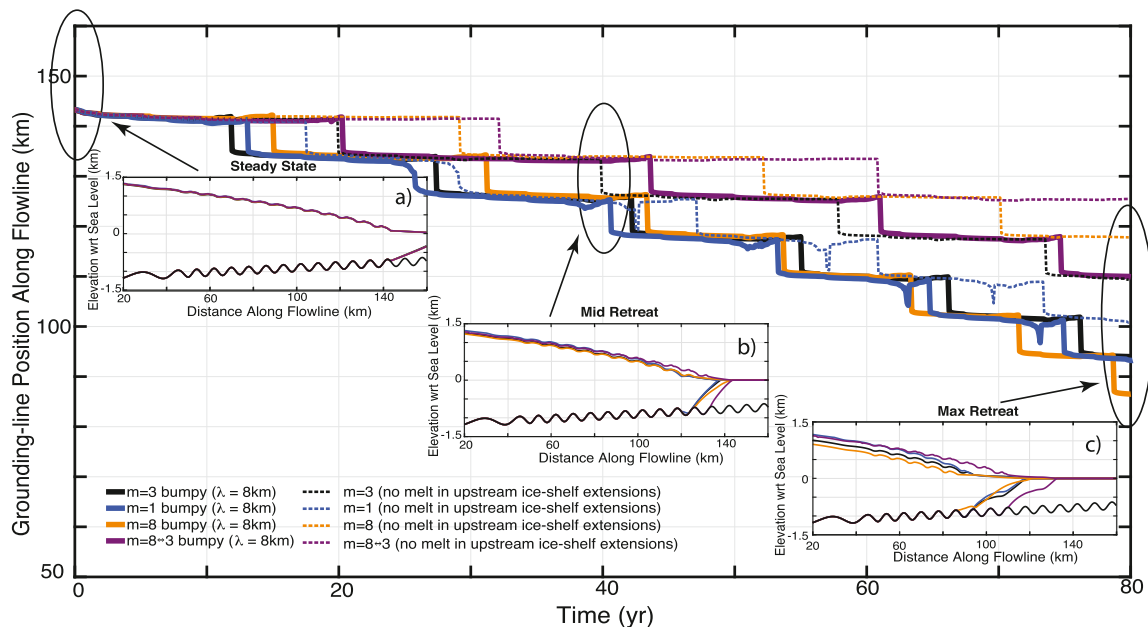 Grounding-line Position Along Flowline (km)
150
100
50
0
20
40
60
80
Time (yr)
Steady State
a)
Elevation wrt Sea Level (km)
1.5
0
-1.5
20
60
100
140
Distance Along Flowline (km)
Mid Retreat
b)
Elevation wrt Sea Level (km)
1.5
0
-1.5
20
60
100
140
Distance Along Flowline (km)
Max Retreat
c)
Elevation wrt Sea Level (km)
1.5
0
-1.5
20
60
100
140
Distance Along Flowline (km)
m=3 bumpy (λ = 8km)
m=1 bumpy (λ = 8km)
m=8 bumpy (λ = 8km)
m=8↔3 bumpy (λ = 8km)
m=3 (no melt in upstream ice-shelf extensions)
m=1 (no melt in upstream ice-shelf extensions)
m=8 (no melt in upstream ice-shelf extensions)
m=8↔3 (no melt in upstream ice-shelf extensions)